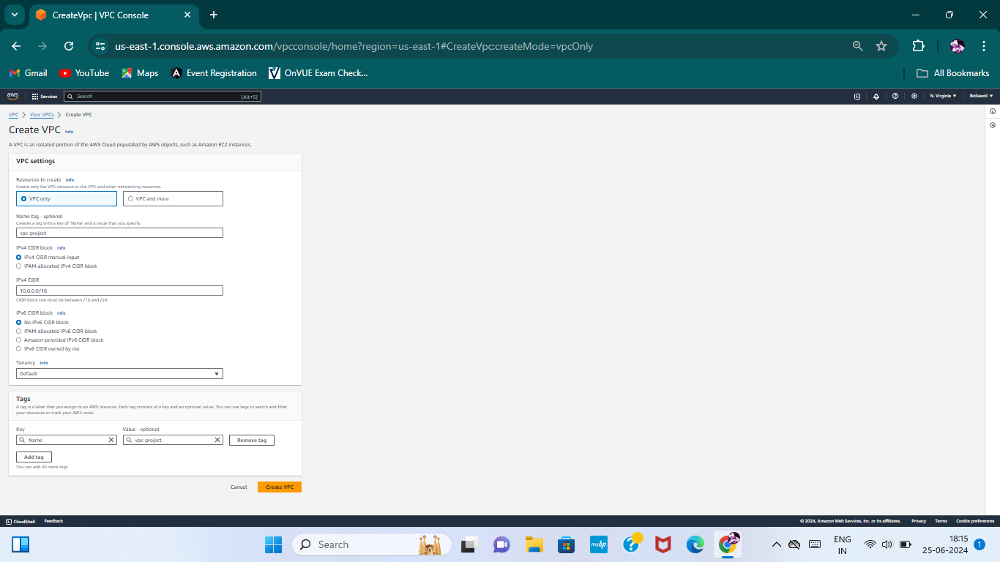 CreateVpc | VPC Console
us-east-1.console.aws.amazon.com/vpcconsole/home?region=us-east-1#CreateVpc:createMode=vpcOnly
Gmail YouTube Maps Event Registration OnVUE Exam Check... All Bookmarks
aws Services Search [Alt+S] N. Virginia Bollaanil
VPC Your VPCs Create VPC
Create VPC Info
A VPC is an isolated portion of the AWS Cloud populated by AWS objects, such as Amazon EC2 instances.
VPC settings
Resources to create Info
Create only the VPC resource or the VPC and other networking resources.
VPC only VPC and more
Name tag - optional
Creates a tag with a key of 'Name' and a value that you specify.
vpc-project
IPv4 CIDR block Info
IPv4 CIDR manual input
IPAM-allocated IPv4 CIDR block
IPv4 CIDR
10.0.0.0/16
CIDR block size must be between /16 and /28.
IPv6 CIDR block Info
No IPv6 CIDR block
IPAM-allocated IPv6 CIDR block
Amazon-provided IPv6 CIDR block
IPv6 CIDR owned by me
Tenancy Info
Default
Tags
A tag is a label that you assign to an AWS resource. Each tag consists of a key and an optional value. You can use tags to search and filter
your resources or track your AWS costs.
Key Value - optional
Name vpc-project Remove tag
Add tag
You can add 49 more tags
Cancel Create VPC
CloudShell Feedback © 2024, Amazon Web Services, Inc. or its affiliates. Privacy Terms Cookie preferences
Search myhp ENG 18:15
IN 25-06-2024 1